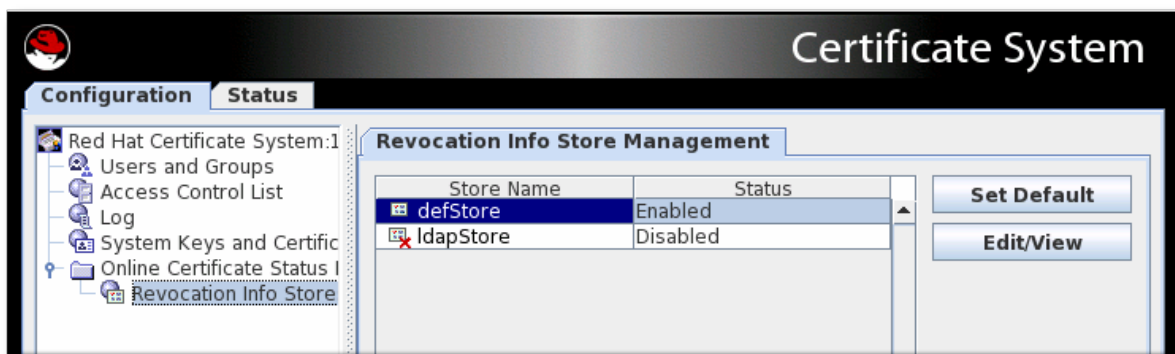 Certificate System
Configuration Status
Red Hat Certificate System:1
Users and Groups
Access Control List
Log
System Keys and Certific
Online Certificate Status
Revocation Info Store
Revocation Info Store Management
Store Name Status
defStore Enabled
ldapStore Disabled
Set Default
Edit/View